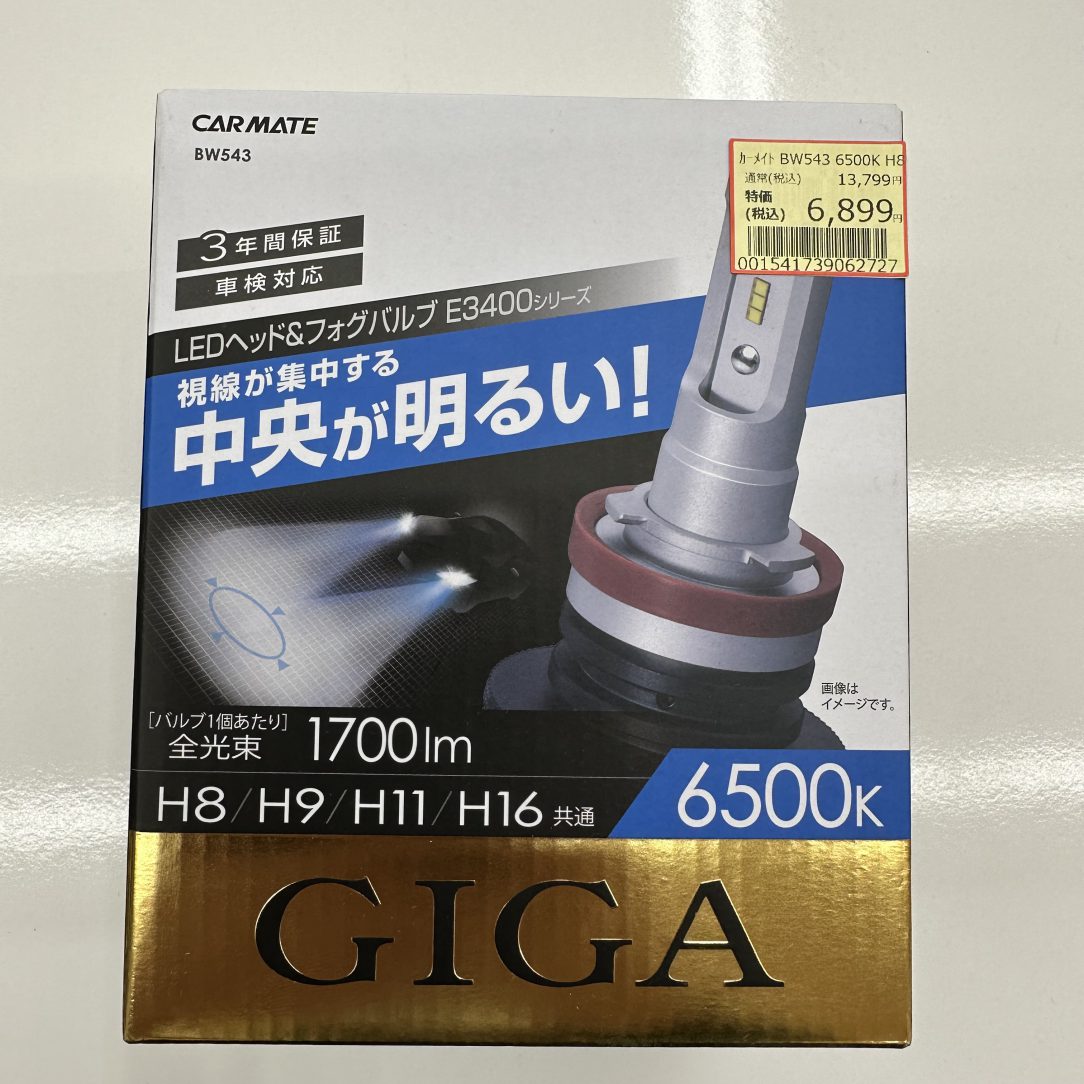 CARMATE
BW543
カーメイト BW543 6500K H8
通常(税込) 13,799円
特価
(税込) 6,899円
001541739062727
3年間保証
車検対応
LEDヘッド&フォグバルブ E3400シリーズ
視線が集中する
中央が明るい!
画像は
イメージです。
[バルブ1個あたり]
全光束 1700lm
H8/H9/H11/H16 共通
6500K
GIGA